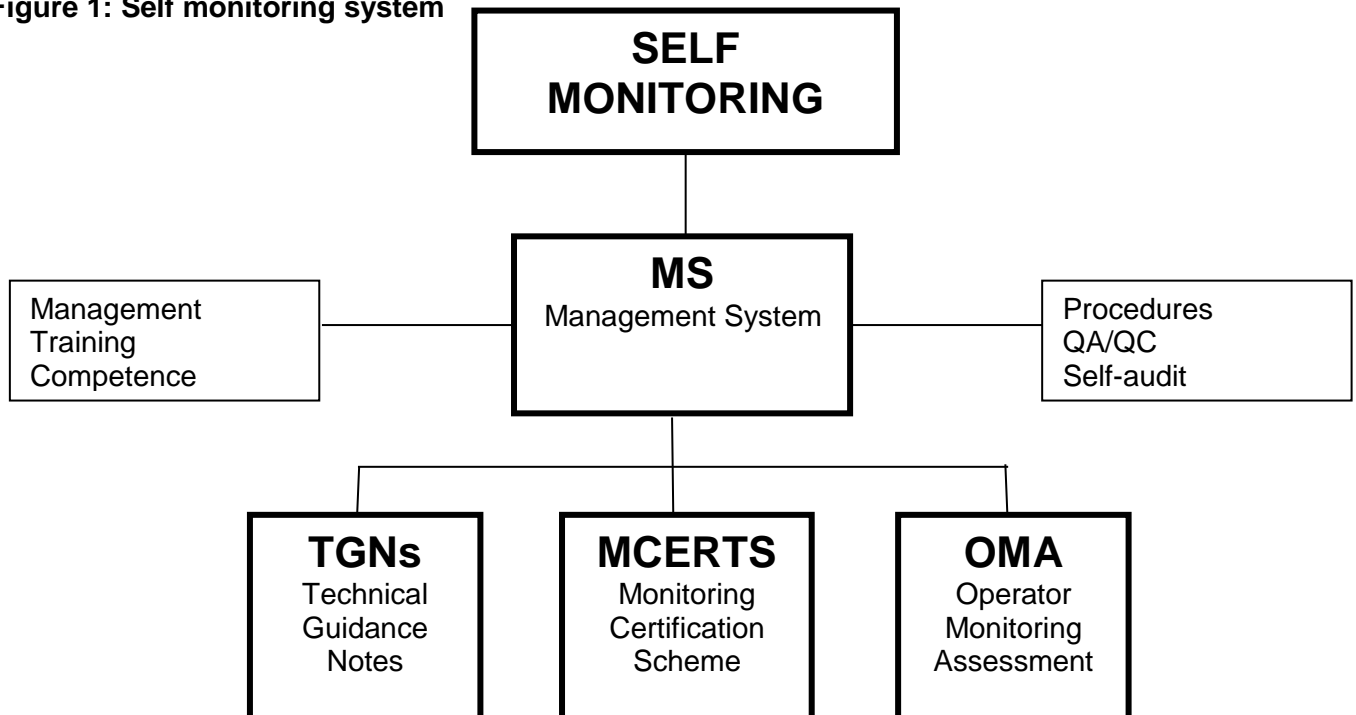 Figure 1: Self monitoring system
SELF
MONITORING
MS
Management System
Management
Training
Competence
Procedures
QA/QC
Self-audit
TGNs
Technical
Guidance
Notes
MCERTS
Monitoring
Certification
Scheme
OMA
Operator
Monitoring
Assessment